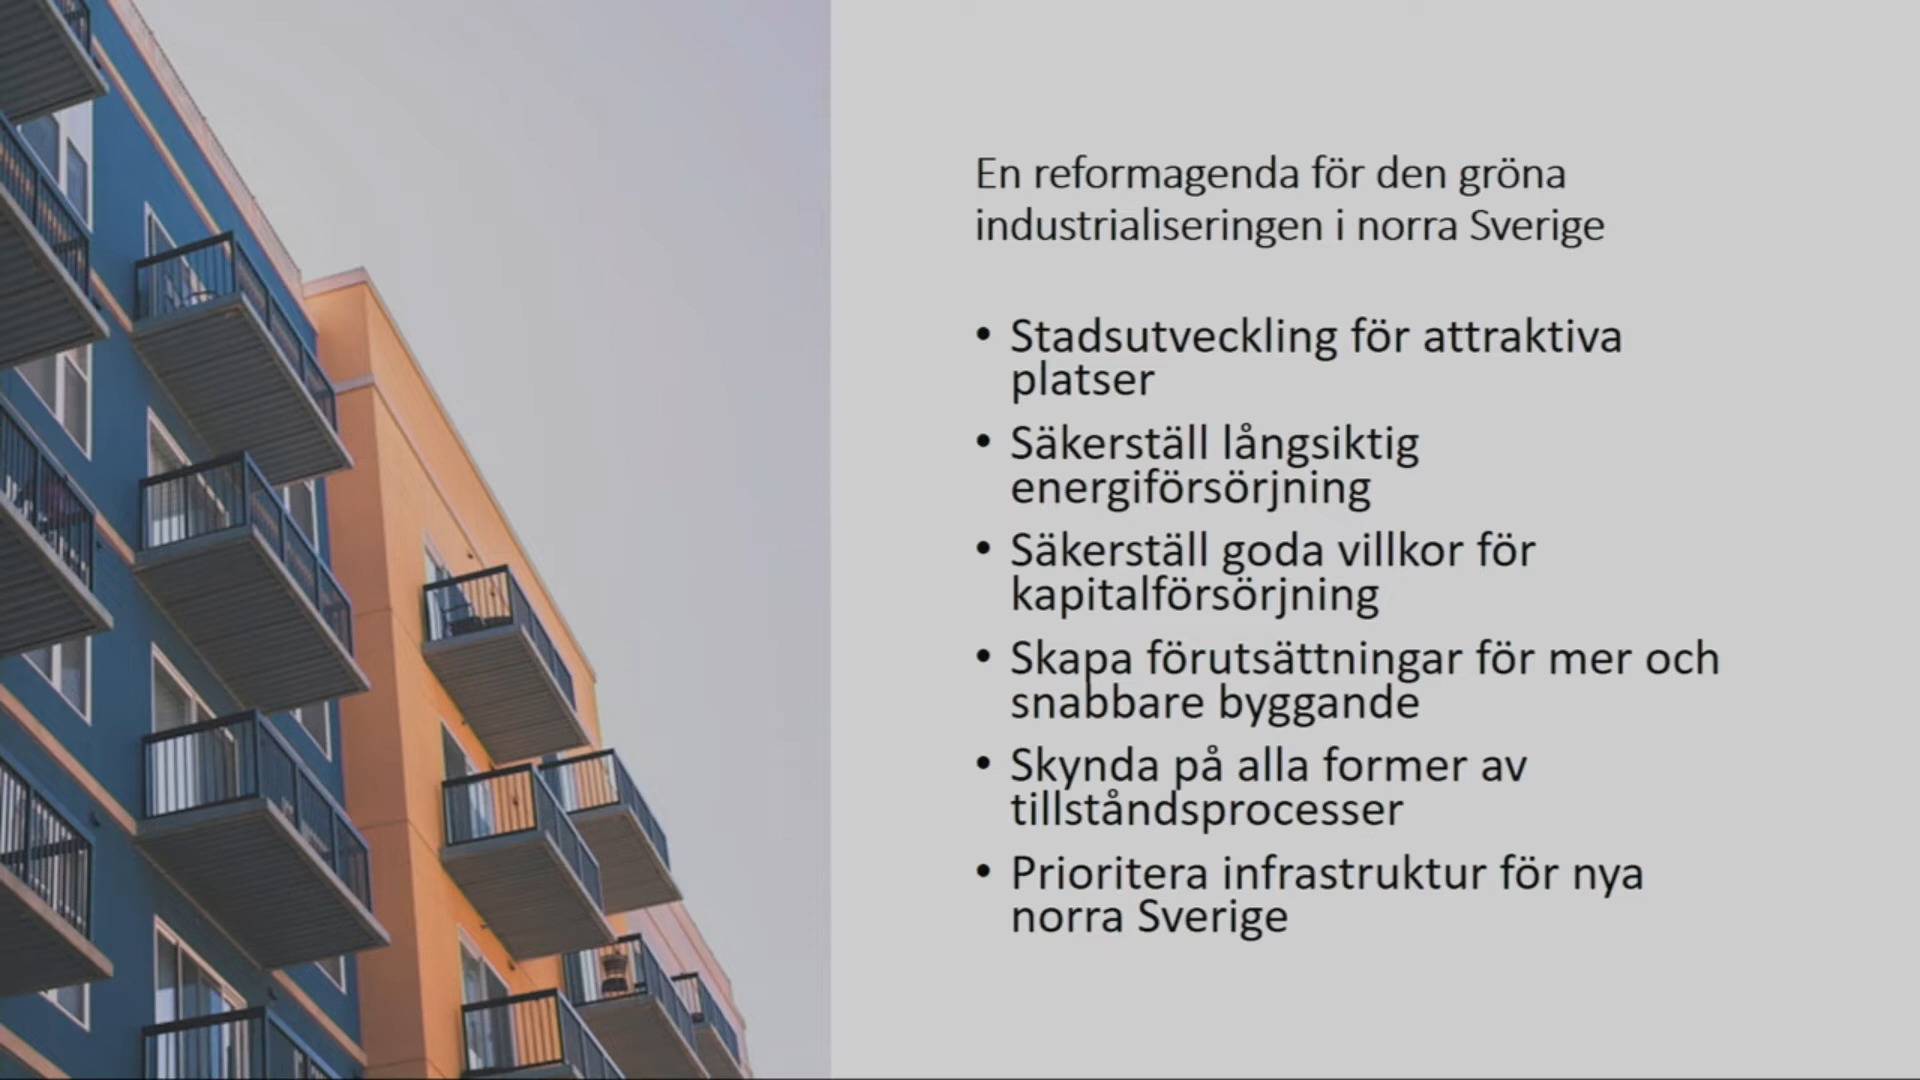 En reformagenda för den gröna
industrialiseringen i norra Sverige
• Stadsutveckling för attraktiva
platser
• Säkerställ långsiktig
energiförsörjning
• Säkerställ goda villkor för
kapitalförsörjning
• Skapa förutsättningar för mer och
snabbare byggande
• Skynda på alla former av
tillståndsprocesser
• Prioritera infrastruktur för nya
norra Sverige